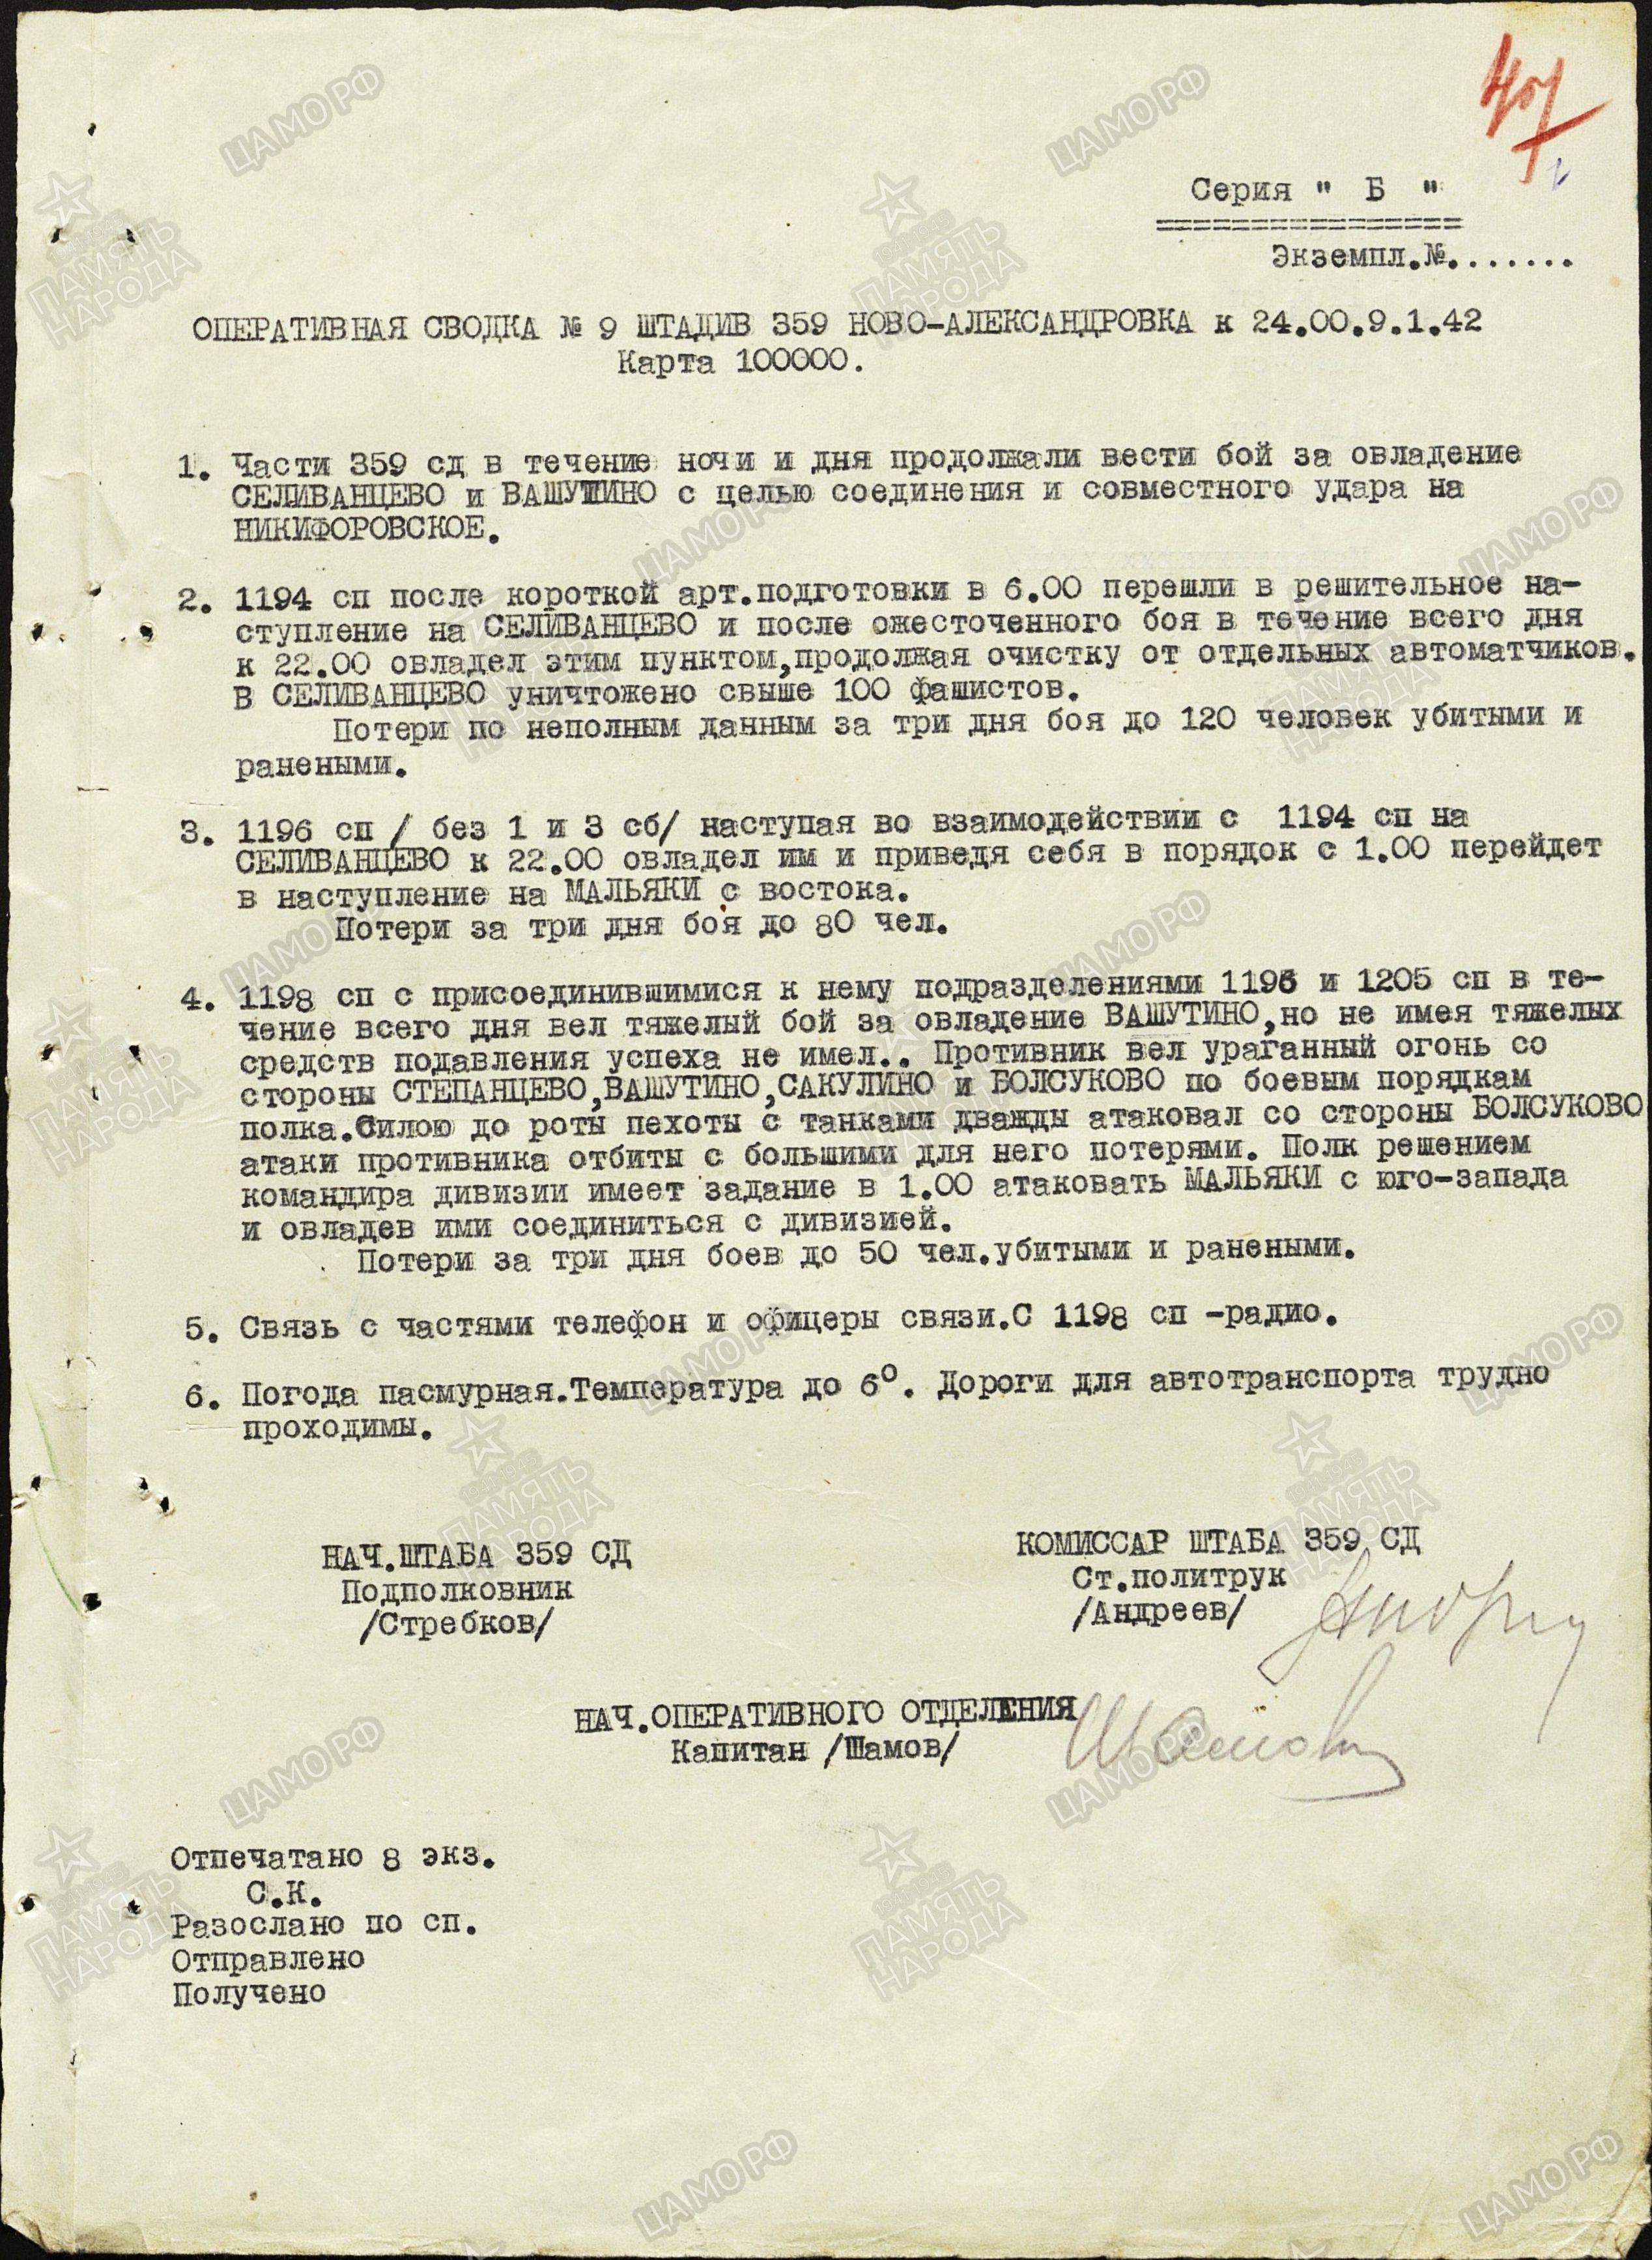 Серия " Б "
================
Экземпл.№.......
ОПЕРАТИВНАЯ СВОДКА № 9 ШТАДИВ 359 НОВО-АЛЕКСАНДРОВКА к 24.00.9.1.42
Карта 100000.
1. Части 359 сд в течение ночи и дня продолжали вести бой за овладение
СЕЛИВАНЦЕВО и ВАШУТИНО с целью соединения и совместного удара на
НИКИФОРОВСКОЕ.
2. 1194 сп после короткой арт.подготовки в 6.00 перешли в решительное на-
ступление на СЕЛИВАНЦЕВО и после ожесточенного боя в течение всего дня
к 22.00 овладел этим пунктом,продолжая очистку от отдельных автоматчиков.
В СЕЛИВАНЦЕВО уничтожено свыше 100 фашистов.
Потери по неполным данным за три дня боя до 120 человек убитыми и
ранеными.
3. 1196 сп / без 1 и 3 сб/ наступая во взаимодействии с 1194 сп на
СЕЛИВАНЦЕВО к 22.00 овладел им и приведя себя в порядок с 1.00 перейдет
в наступление на МАЛЬЯКИ с востока.
Потери за три дня боя до 80 чел.
4. 1198 сп с присоединившимися к нему подразделениями 1196 и 1205 сп в те-
чение всего дня вел тяжелый бой за овладение ВАШУТИНО,но не имея тяжелых
средств подавления успеха не имел.. Противник вел ураганный огонь со
стороны СТЕПАНЦЕВО,ВАШУТИНО,САКУЛИНО и БОЛСУКОВО по боевым порядкам
полка.Силою до роты пехоты с танками дважды атаковал со стороны БОЛСУКОВО
атаки противника отбиты с большими для него потерями. Полк решением
командира дивизии имеет задание в 1.00 атаковать МАЛЬЯКИ с юго-запада
и овладев ими соединиться с дивизией.
Потери за три дня боев до 50 чел.убитыми и ранеными.
5. Связь с частями телефон и офицеры связи.С 1198 сп -радио.
6. Погода пасмурная.Температура до 6°. Дороги для автотранспорта трудно
проходимы.
НАЧ.ШТАБА 359 СД
Подполковник
/Стребков/
КОМИССАР ШТАБА 359 СД
Ст.политрук
/Андреев/
НАЧ.ОПЕРАТИВНОГО ОТДЕЛЕНИЯ
Капитан /Шамов/
Шамов
Отпечатано 8 экз.
С.К.
Разослано по сп.
Отправлено
Получено